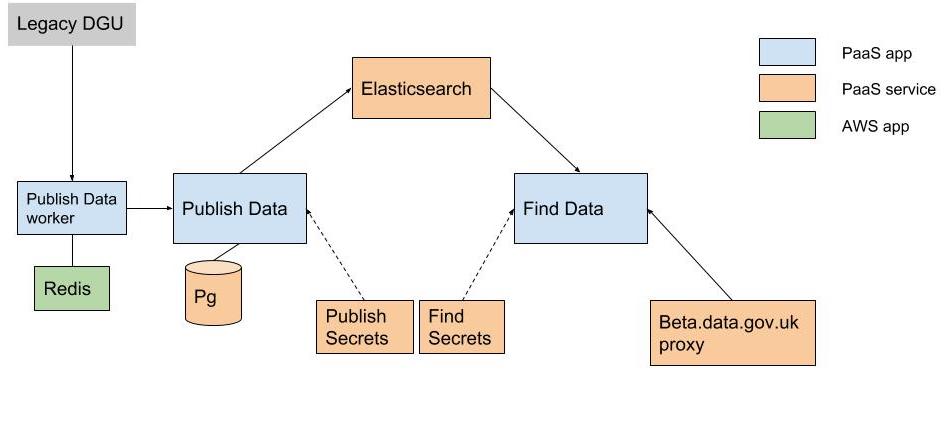 Legacy DGU
PaaS app
Elasticsearch
PaaS service
AWS app
Publish Data
worker
Publish Data
Find Data
Redis
Pg
Publish
Secrets
Find
Secrets
Beta.data.gov.uk
proxy